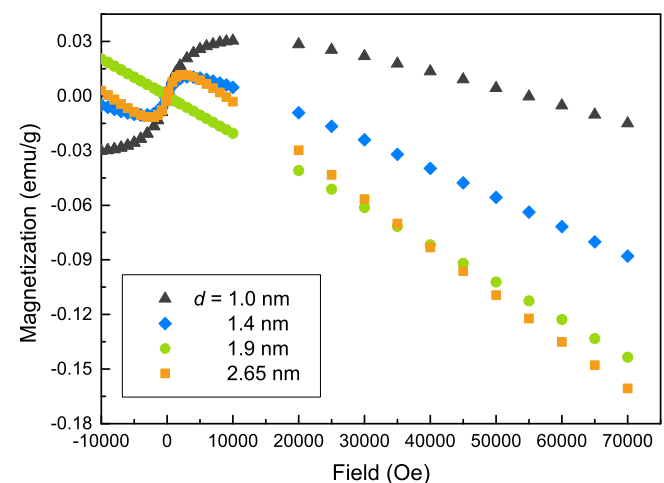 0.03
0.00
-0.03
-0.06
-0.09
-0.12
-0.15
-0.18
Magnetization (emu/g)
d = 1.0 nm
1.4 nm
1.9 nm
2.65 nm
-10000 0 10000 20000 30000 40000 50000 60000 70000
Field (Oe)